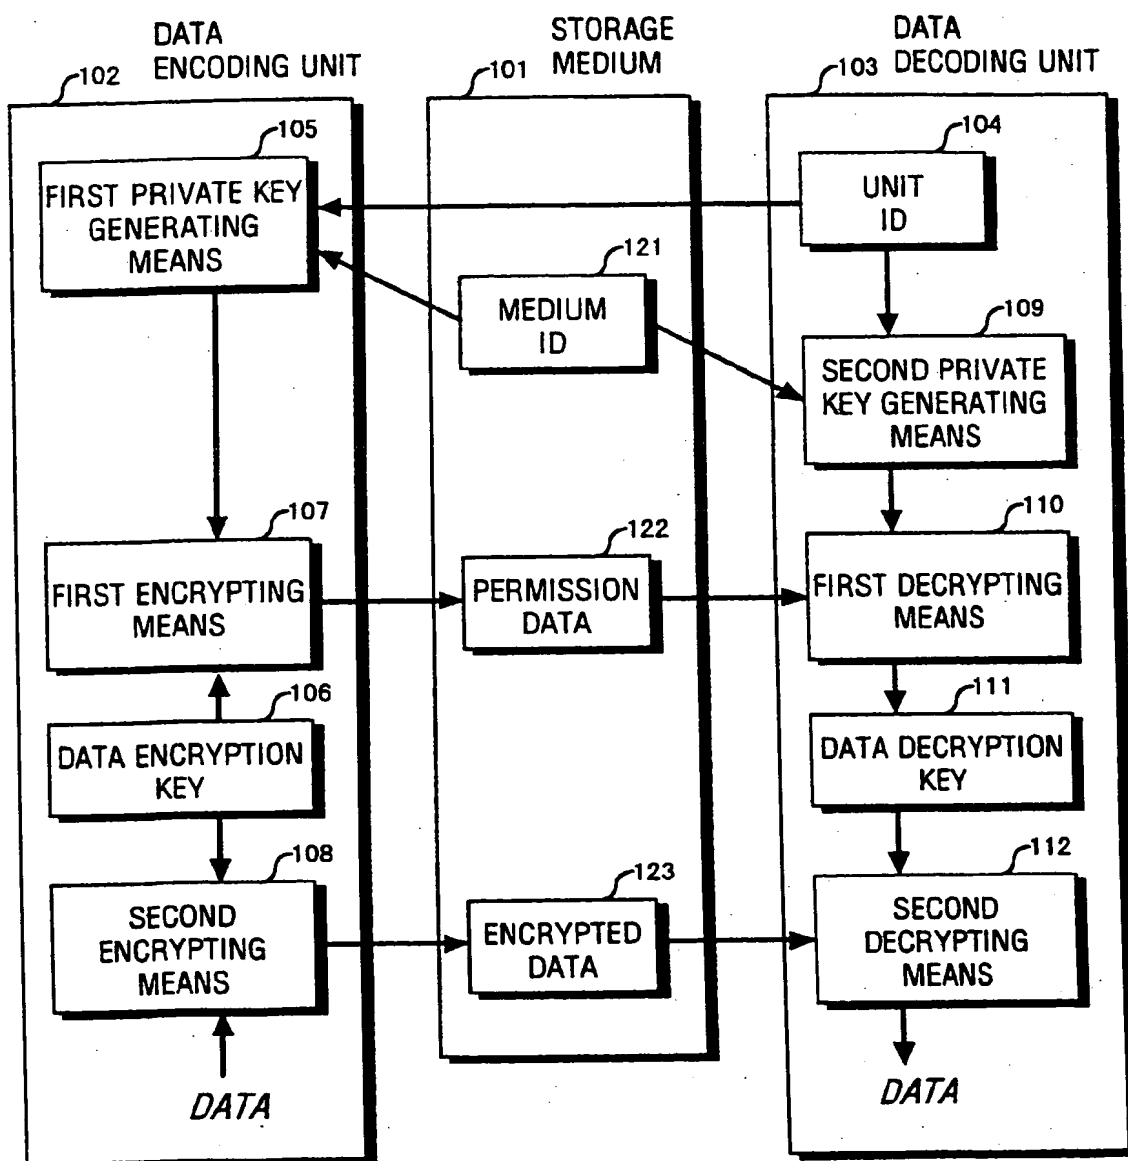 DATA
ENCODING UNIT
102
STORAGE
MEDIUM
101
DATA
DECODING UNIT
103
105
FIRST PRIVATE KEY
GENERATING
MEANS
104
UNIT
ID
121
MEDIUM
ID
109
SECOND PRIVATE
KEY GENERATING
MEANS
107
FIRST ENCRYPTING
MEANS
122
PERMISSION
DATA
110
FIRST DECRYPTING
MEANS
106
DATA ENCRYPTION
KEY
111
DATA DECRYPTION
KEY
108
SECOND
ENCRYPTING
MEANS
123
ENCRYPTED
DATA
112
SECOND
DECRYPTING
MEANS
DATA
DATA